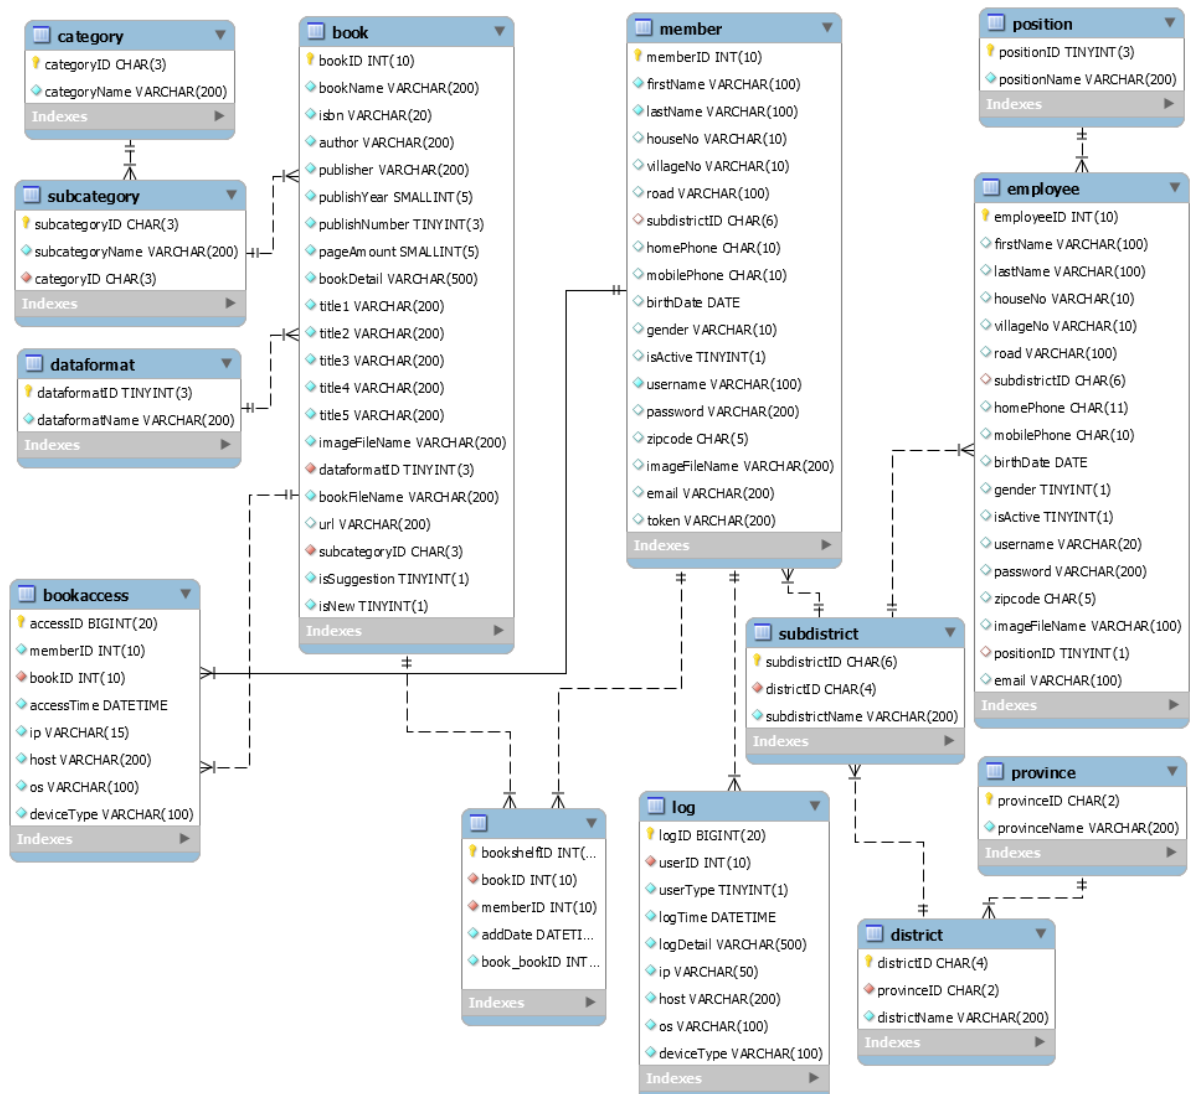 category
categoryID CHAR(3)
categoryName VARCHAR(200)
Indexes
subcategory
subcategoryID CHAR(3)
subcategoryName VARCHAR(200)
categoryID CHAR(3)
Indexes
dataformat
dataformatID TINYINT(3)
dataformatName VARCHAR(200)
Indexes
bookaccess
accessID BIGINT(20)
memberID INT(10)
bookID INT(10)
accessTime DATETIME
ip VARCHAR(15)
host VARCHAR(200)
os VARCHAR(100)
deviceType VARCHAR(100)
Indexes
book
bookID INT(10)
bookName VARCHAR(200)
isbn VARCHAR(20)
author VARCHAR(200)
publisher VARCHAR(200)
publishYear SMALLINT(5)
publishNumber TINYINT(3)
pageAmount SMALLINT(5)
bookDetail VARCHAR(500)
title1 VARCHAR(200)
title2 VARCHAR(200)
title3 VARCHAR(200)
title4 VARCHAR(200)
title5 VARCHAR(200)
imageFileName VARCHAR(200)
dataformatID TINYINT(3)
bookFileName VARCHAR(200)
url VARCHAR(200)
subcategoryID CHAR(3)
isSuggestion TINYINT(1)
isNew TINYINT(1)
Indexes
bookshelfID INT(...
bookID INT(10)
memberID INT(10)
addDate DATETI...
book_bookID INT...
Indexes
member
memberID INT(10)
firstName VARCHAR(100)
lastName VARCHAR(100)
houseNo VARCHAR(10)
villageNo VARCHAR(10)
road VARCHAR(100)
subdistrictID CHAR(6)
homePhone CHAR(10)
mobilePhone CHAR(10)
birthDate DATE
gender VARCHAR(10)
isActive TINYINT(1)
username VARCHAR(100)
password VARCHAR(200)
zipcode CHAR(5)
imageFileName VARCHAR(200)
email VARCHAR(200)
token VARCHAR(200)
Indexes
log
logID BIGINT(20)
userID INT(10)
userType TINYINT(1)
logTime DATETIME
logDetail VARCHAR(500)
ip VARCHAR(50)
host VARCHAR(200)
os VARCHAR(100)
deviceType VARCHAR(100)
Indexes
subdistrict
subdistrictID CHAR(6)
districtID CHAR(4)
subdistrictName VARCHAR(200)
Indexes
position
positionID TINYINT(3)
positionName VARCHAR(200)
Indexes
employee
employeeID INT(10)
firstName VARCHAR(100)
lastName VARCHAR(100)
houseNo VARCHAR(10)
villageNo VARCHAR(10)
road VARCHAR(100)
subdistrictID CHAR(6)
homePhone CHAR(11)
mobilePhone CHAR(10)
birthDate DATE
gender TINYINT(1)
isActive TINYINT(1)
username VARCHAR(20)
password VARCHAR(200)
zipcode CHAR(5)
imageFileName VARCHAR(100)
positionID TINYINT(1)
email VARCHAR(100)
Indexes
province
provinceID CHAR(2)
provinceName VARCHAR(200)
Indexes
district
districtID CHAR(4)
provinceID CHAR(2)
districtName VARCHAR(200)
Indexes